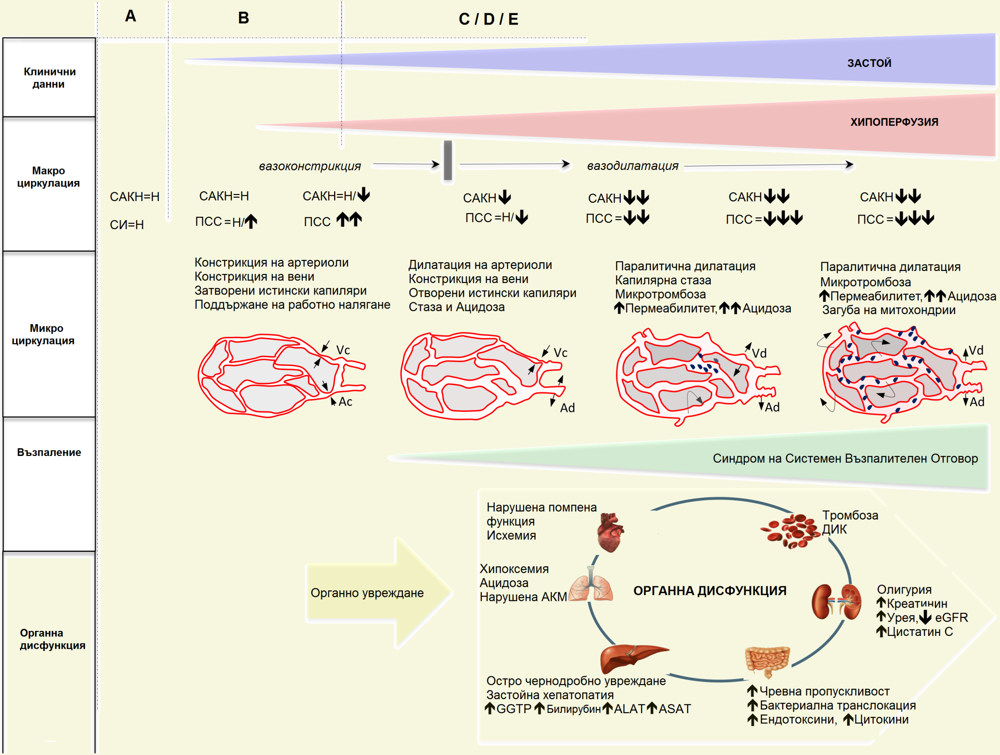 A
B
C / D / E
Клинични
данни
ЗАСТОЙ
ХИПОПЕРФУЗИЯ
Макро
циркулация
вазоконстрикция
вазодилатация
САКН=Н
СИ=Н
САКН=Н
ПСС=Н/↑
САКН=Н/↓
ПСС ↑↑
САКН↓
ПСС=Н/↓
САКН↓↓
ПСС=↓↓
САКН↓↓
ПСС=↓↓↓
САКН↓↓
ПСС=↓↓↓
Микро
циркулация
Констрикция на артериоли
Констрикция на вени
Затворени истински капиляри
Поддържане на работно налягане
Дилатация на артериоли
Констрикция на вени
Отворени истински капиляри
Стаза и Ацидоза
Паралитична дилатация
Капилярна стаза
Микротромбоза
↑Пермеабилитет,↑↑Ацидоза
Паралитична дилатация
Микротромбоза
↑Пермеабилитет,↑↑Ацидоза
Загуба на митохондрии
Vc
Ac
Vc
Ad
Vd
Ad
Vd
Ad
Възпаление
Синдром на Системен Възпалителен Отговор
Органна
дисфункция
Органно увреждане
Нарушена помпена
функция
Исхемия
Тромбоза
ДИК
Хипоксемия
Ацидоза
Нарушена АКМ
ОРГАННА ДИСФУНКЦИЯ
Олигурия
↑Креатинин
↑Урея,↓ eGFR
↑Цистатин С
Остро чернодробно увреждане
Застойна хепатопатия
↑GGTP ↑Билирубин↑ALAT↑ASAT
↑Чревна пропускливост
↑Бактериална транслокация
↑Ендотоксини, ↑Цитокини